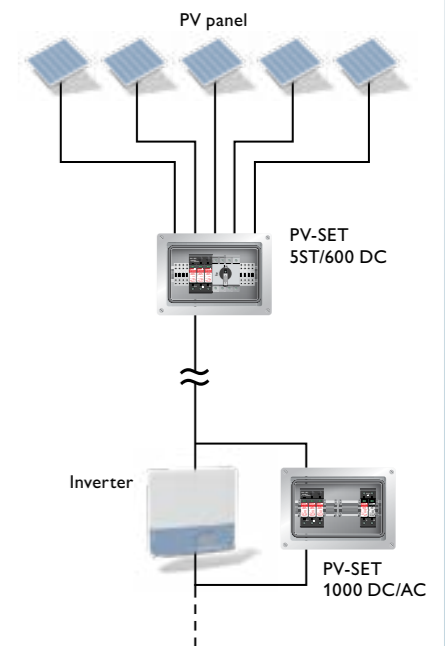 PV panel
PV-SET
5ST/600 DC
Inverter
PV-SET
1000 DC/AC